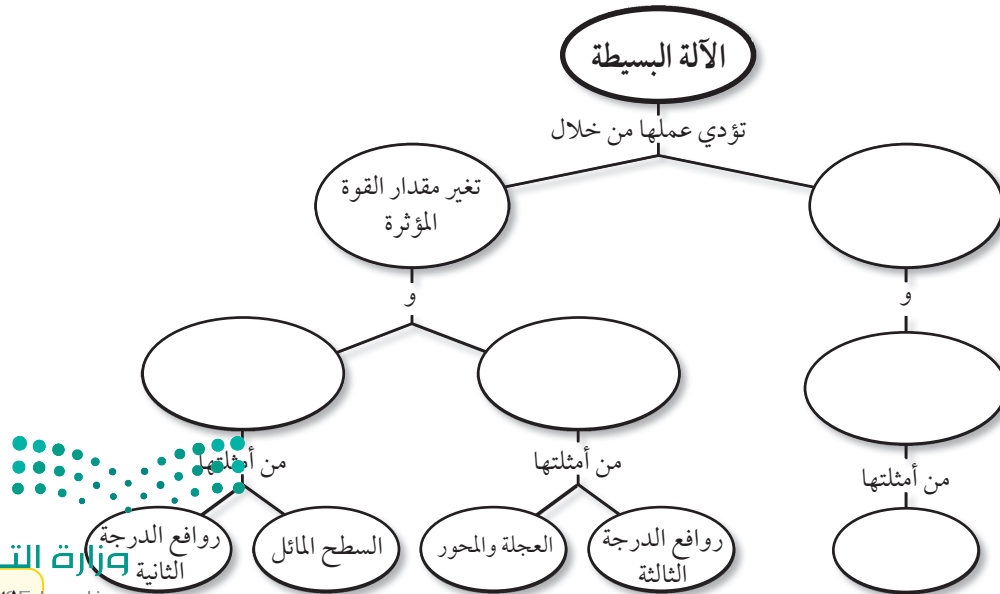 الآلة البسيطة
تؤدي عملها من خلال
تغير مقدار القوة
المؤثرة
و
و
من أمثلتها
من أمثلتها
من أمثلتها
روافع الدرجة
الثالثة
العجلة والمحور
السطح المائل
روافع الدرجة
الثانية
وزارة